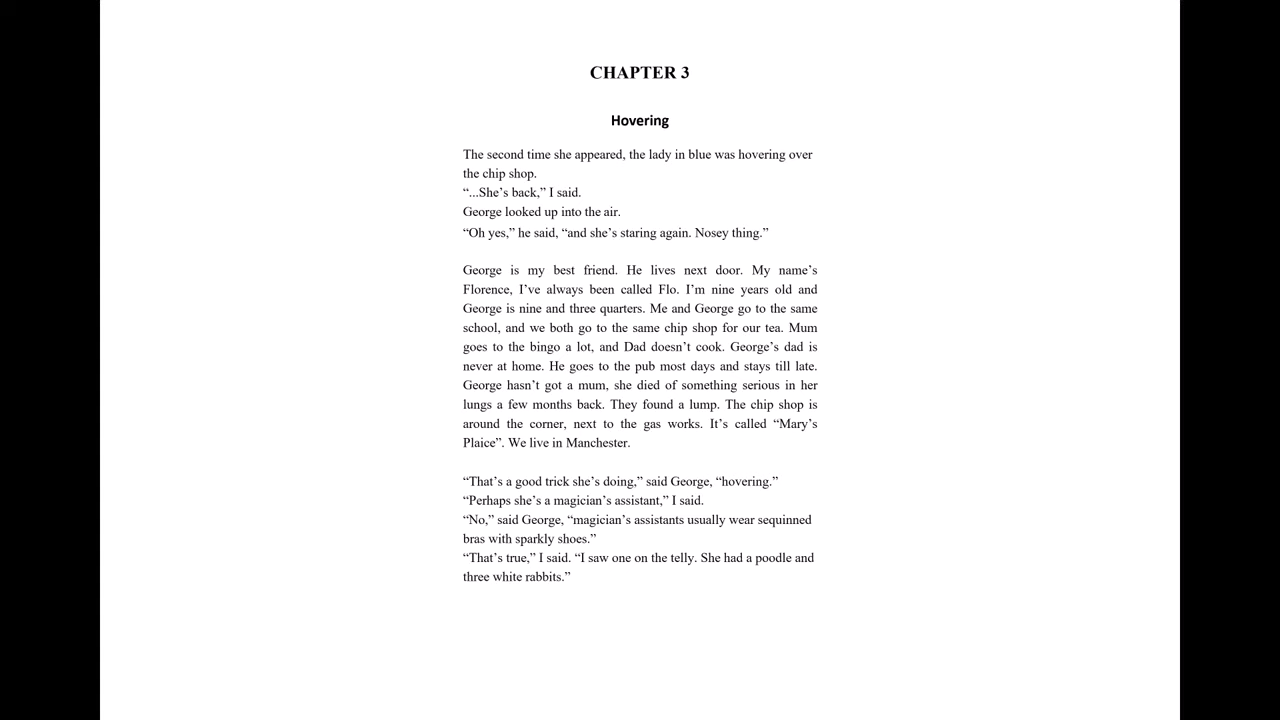 CHAPTER 3
Hovering
The second time she appeared, the lady in blue was hovering over
the chip shop.
“...She’s back,” I said.
George looked up into the air.
“Oh yes,” he said, “and she’s staring again. Nosey thing.”
George is my best friend. He lives next door. My name’s
Florence, I’ve always been called Flo. I’m nine years old and
George is nine and three quarters. Me and George go to the same
school, and we both go to the same chip shop for our tea. Mum
goes to the bingo a lot, and Dad doesn’t cook. George’s dad is
never at home. He goes to the pub most days and stays till late.
George hasn’t got a mum, she died of something serious in her
lungs a few months back. They found a lump. The chip shop is
around the corner, next to the gas works. It’s called “Mary’s
Plaice”. We live in Manchester.
“That’s a good trick she’s doing,” said George, “hovering.”
“Perhaps she’s a magician’s assistant,” I said.
“No,” said George, “magician’s assistants usually wear sequinned
bras with sparkly shoes.”
“That’s true,” I said. “I saw one on the telly. She had a poodle and
three white rabbits.”